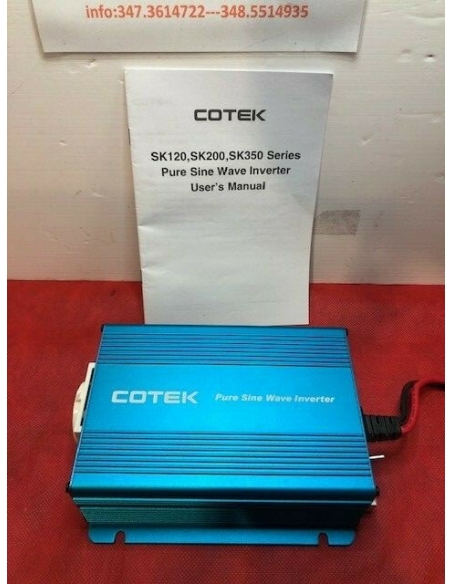 info:347.3614722---348.5514935
COTEK
SK120,SK200,SK350 Series
Pure Sine Wave Inverter
User's Manual
COTEK Pure Sine Wave Inverter